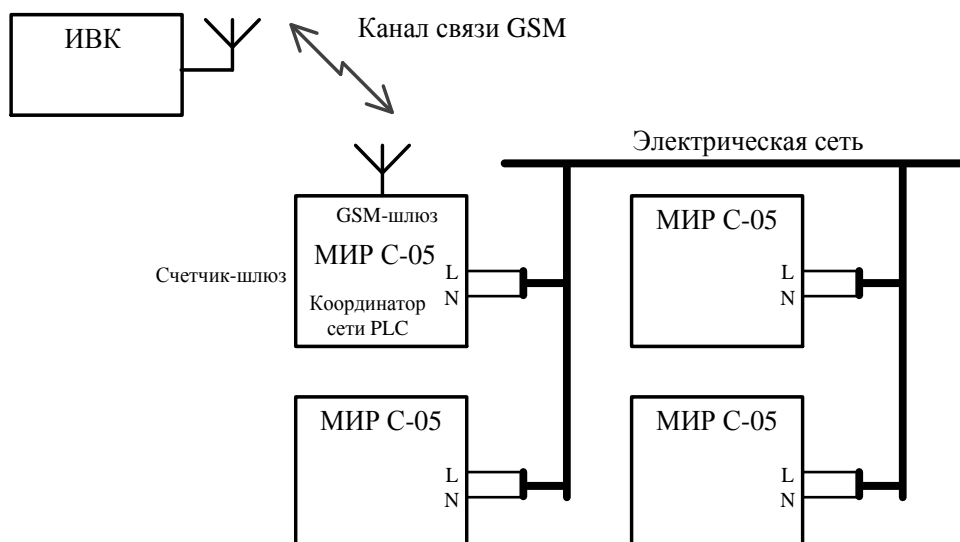 ИВК
Канал связи GSM
Электрическая сеть
GSM-шлюз
МИР С-05
Счетчик-шлюз
L
N
Координатор
сети PLC
МИР С-05
L
N
МИР С-05
L
N
МИР С-05
L
N